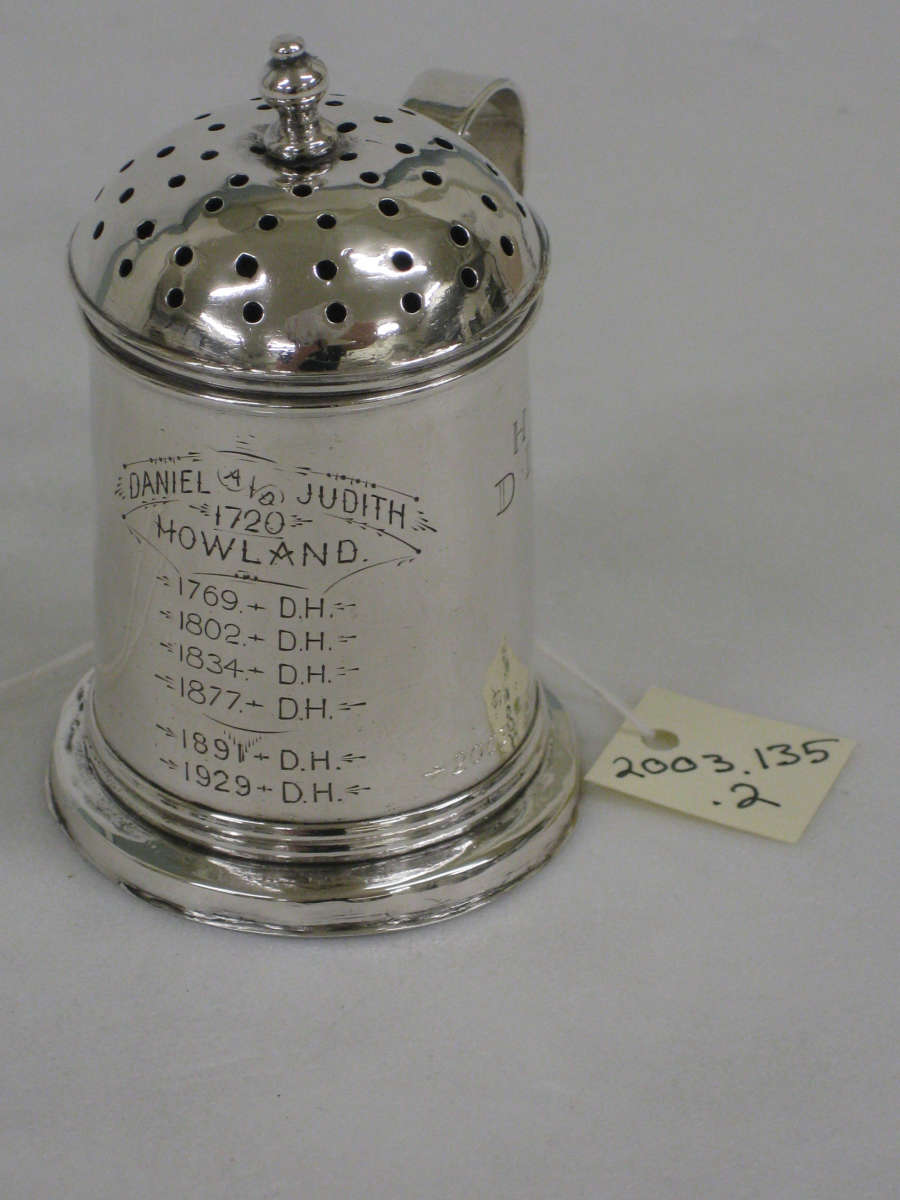 DANIEL JUDITH
1720
HOWLAND.
1769. + D.H.
1802. + D.H.
1834. + D.H.
1877. + D.H.
1891 + D.H.
1929 + D.H.
H
D
2003.135
.2